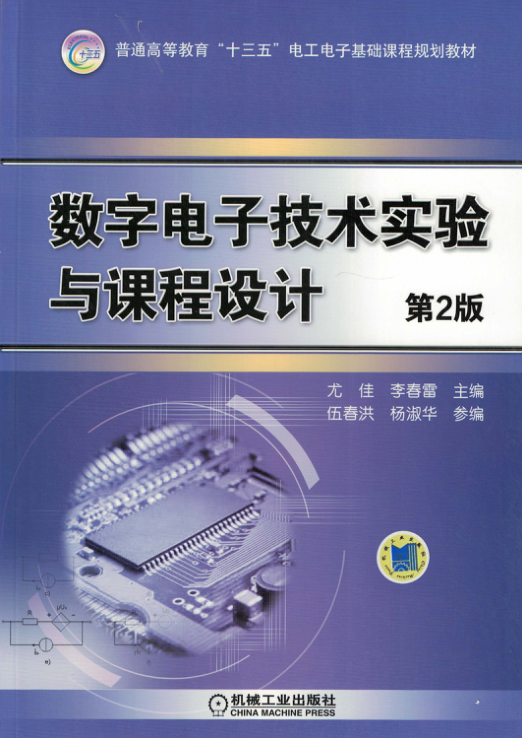 普通高等教育“十三五”电工电子基础课程规划教材
十三五
数字电子技术实验
与课程设计
第2版
尤 佳 李春雷 主编
伍春洪 杨淑华 参编
机械工业出版社
CHINA MACHINE PRESS